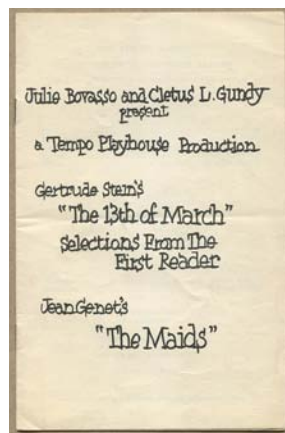 Julie Bovasso and Cletus L. Gundy
present
a Tempo Playhouse Production
Gertrude Stein's
"The 13th of March"
Selections From The
First Reader
Jean Genet's
"The Maids"